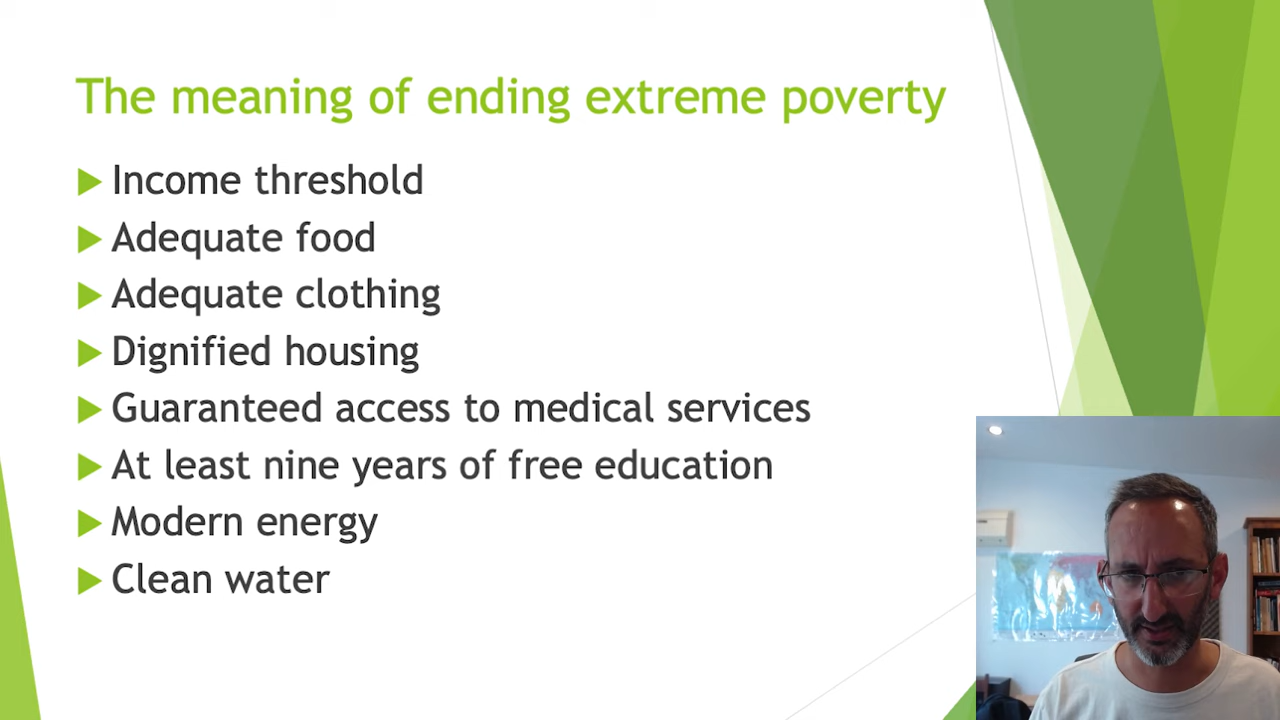 The meaning of ending extreme poverty
Income threshold
Adequate food
Adequate clothing
Dignified housing
Guaranteed access to medical services
At least nine years of free education
Modern energy
Clean water